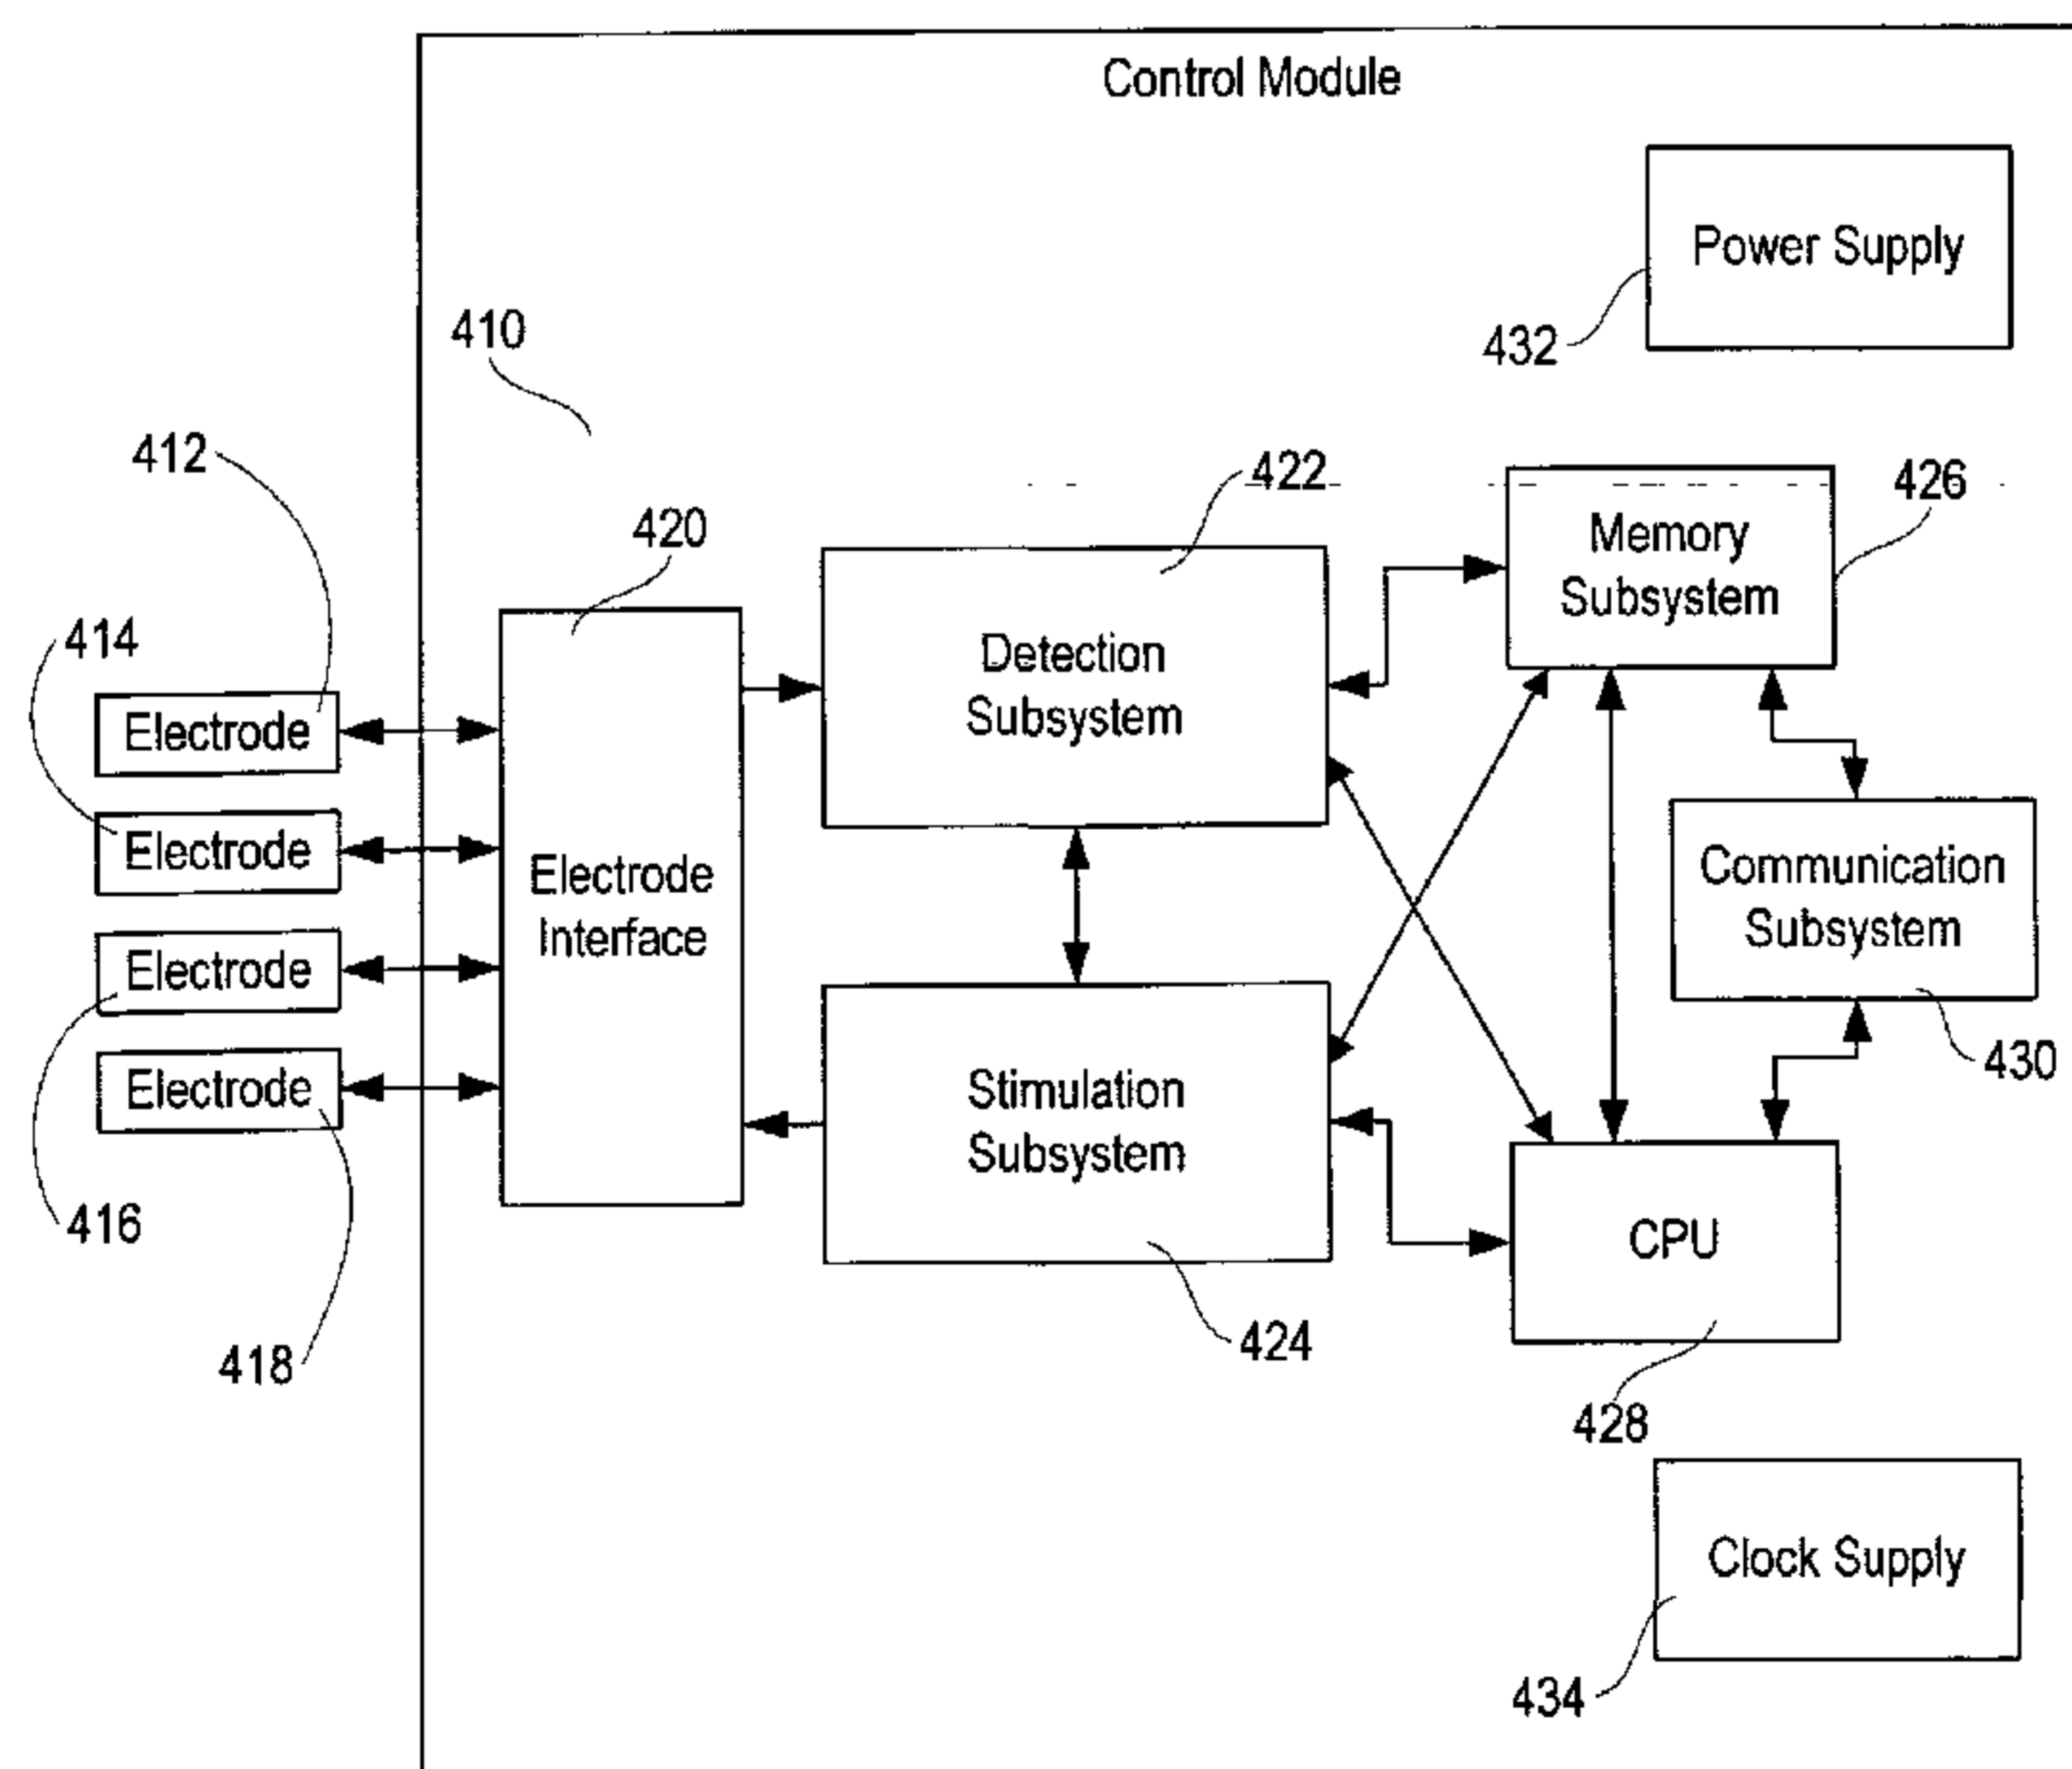 Control Module
Power Supply
432
410
412
422
426
420
Memory
Subsystem
414
Detection
Subsystem
Electrode
Electrode
Communication
Subsystem
Electrode
Interface
Electrode
430
Electrode
Stimulation
Subsystem
416
CPU
424
418
428
Clock Supply
434